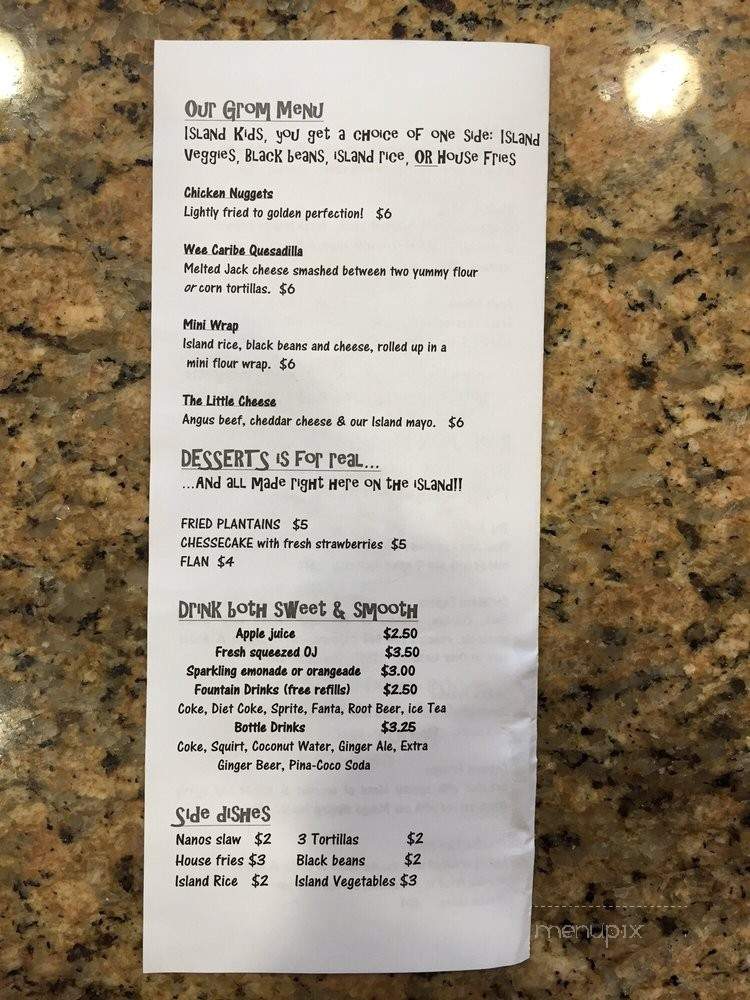 Our Grom Menu
Island Kids, you get a choice of one side: Island
Veggies, Black beans, island rice, OR House Fries
Chicken Nuggets
Lightly fried to golden perfection! $6
Wee Caribe Quesadilla
Melted Jack cheese smashed between two yummy flour
or corn tortillas. $6
Mini Wrap
Island rice, black beans and cheese, rolled up in a
mini flour wrap. $6
The Little Cheese
Angus beef, cheddar cheese & our Island mayo. $6
DESSERTS is for real...
...And all made right here on the island!!
FRIED PLANTAINS $5
CHESSECAKE with fresh strawberries $5
FLAN $4
Drink both Sweet & Smooth
Apple juice $2.50
Fresh squeezed OJ $3.50
Sparkling emonade or orangeade $3.00
Fountain Drinks (free refills) $2.50
Coke, Diet Coke, Sprite, Fanta, Root Beer, ice Tea
Bottle Drinks $3.25
Coke, Squirt, Coconut Water, Ginger Ale, Extra
Ginger Beer, Pina-Coco Soda
Side dishes
Nanos slaw $2 3 Tortillas $2
House fries $3 Black beans $2
Island Rice $2 Island Vegetables $3
menupix